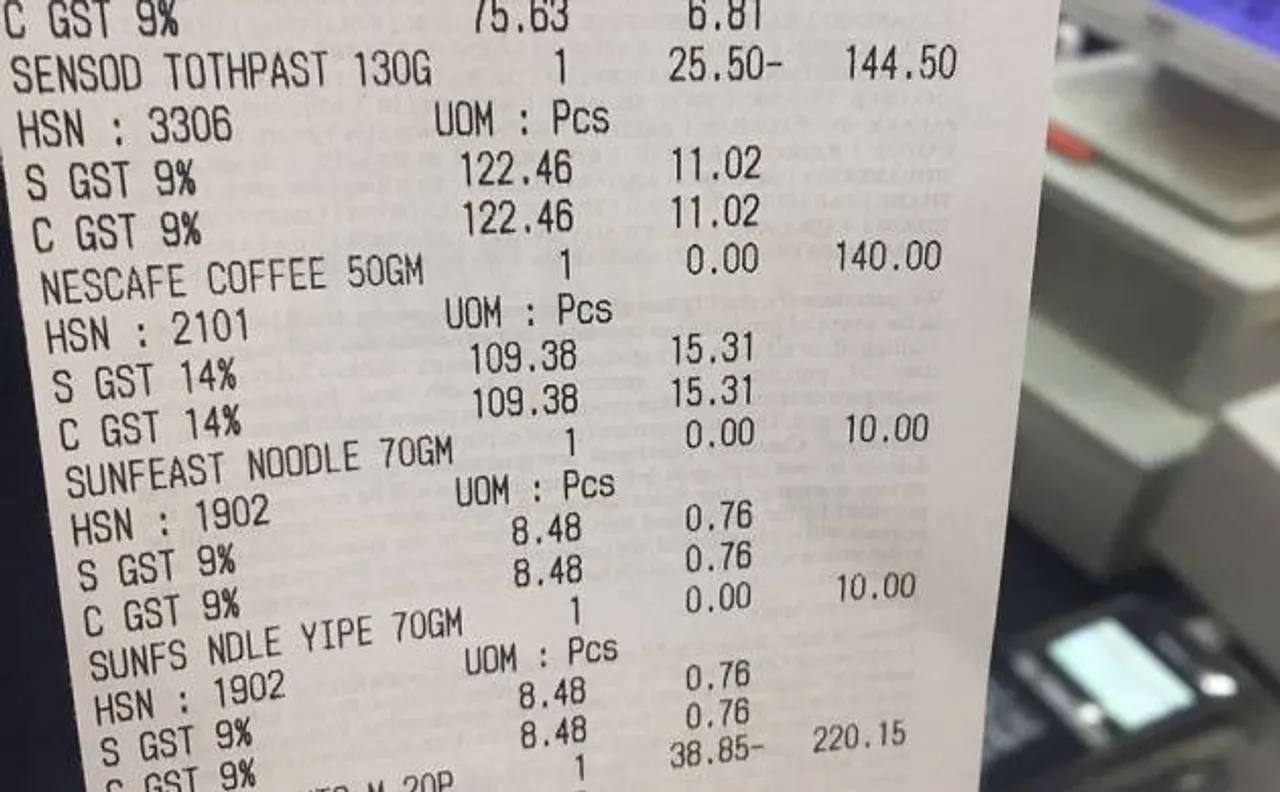 C GST 9% 75.63 6.81
SENSOD TOTHPAST 130G 1 25.50- 144.50
HSN : 3306 UOM : Pcs
S GST 9% 122.46 11.02
C GST 9% 122.46 11.02
NESCAFE COFFEE 50GM 1 0.00 140.00
HSN : 2101 UOM : Pcs
S GST 14% 109.38 15.31
C GST 14% 109.38 15.31
SUNFEAST NOODLE 70GM 1 0.00 10.00
HSN : 1902 UOM : Pcs
S GST 9% 8.48 0.76
C GST 9% 8.48 0.76
SUNFS NDLE YIPE 70GM 1 0.00 10.00
HSN : 1902 UOM : Pcs
S GST 9% 8.48 0.76
C GST 9% 8.48 0.76
M 20P 1 38.85- 220.15